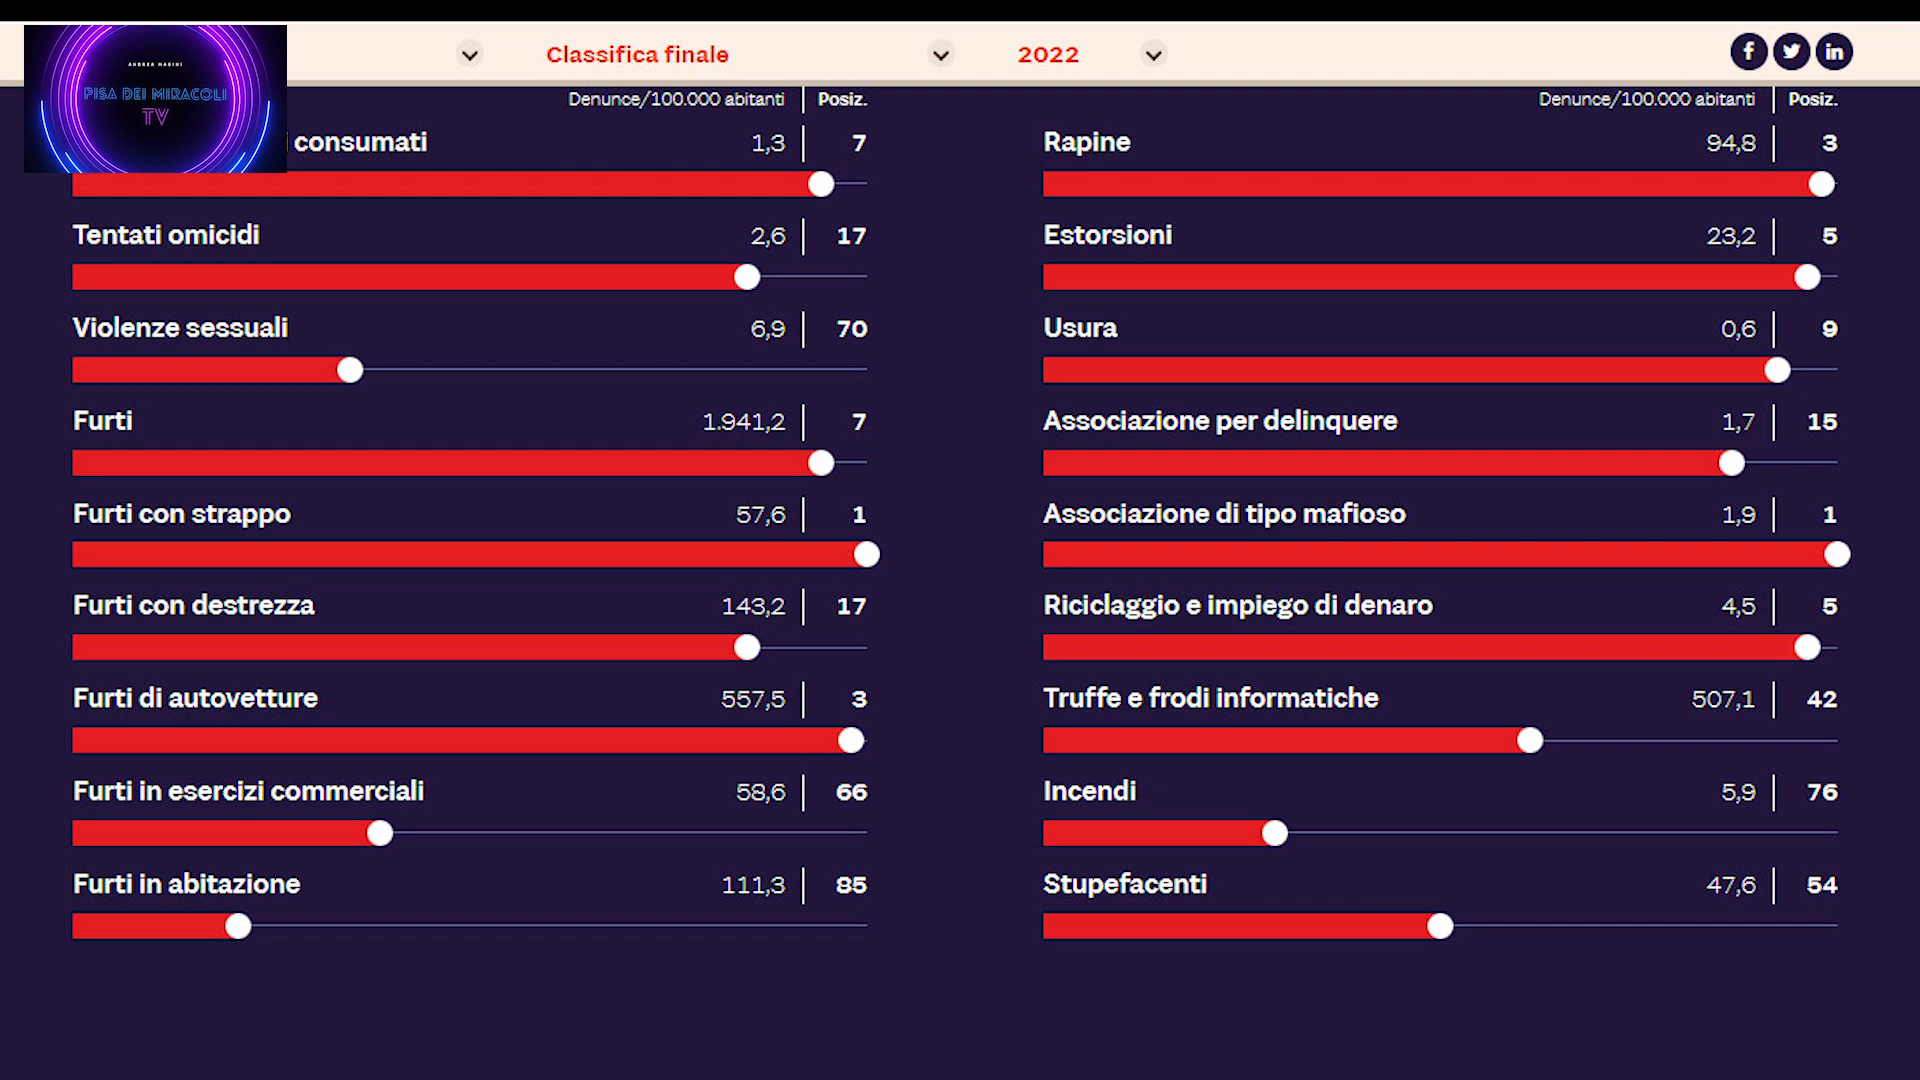 ANDREA MASINI
PISA DEI MIRACOLI
TV
Classifica finale
2022
Denunce/100.000 abitanti Posiz.
consumati 1,3 7
Tentati omicidi 2,6 17
Violenze sessuali 6,9 70
Furti 1.941,2 7
Furti con strappo 57,6 1
Furti con destrezza 143,2 17
Furti di autovetture 557,5 3
Furti in esercizi commerciali 58,6 66
Furti in abitazione 111,3 85
Denunce/100.000 abitanti Posiz.
Rapine 94,8 3
Estorsioni 23,2 5
Usura 0,6 9
Associazione per delinquere 1,7 15
Associazione di tipo mafioso 1,9 1
Riciclaggio e impiego di denaro 4,5 5
Truffe e frodi informatiche 507,1 42
Incendi 5,9 76
Stupefacenti 47,6 54